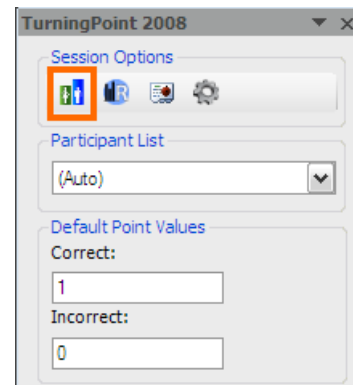 TurningPoint 2008
Session Options
Participant List
(Auto)
Default Point Values
Correct:
1
Incorrect:
0